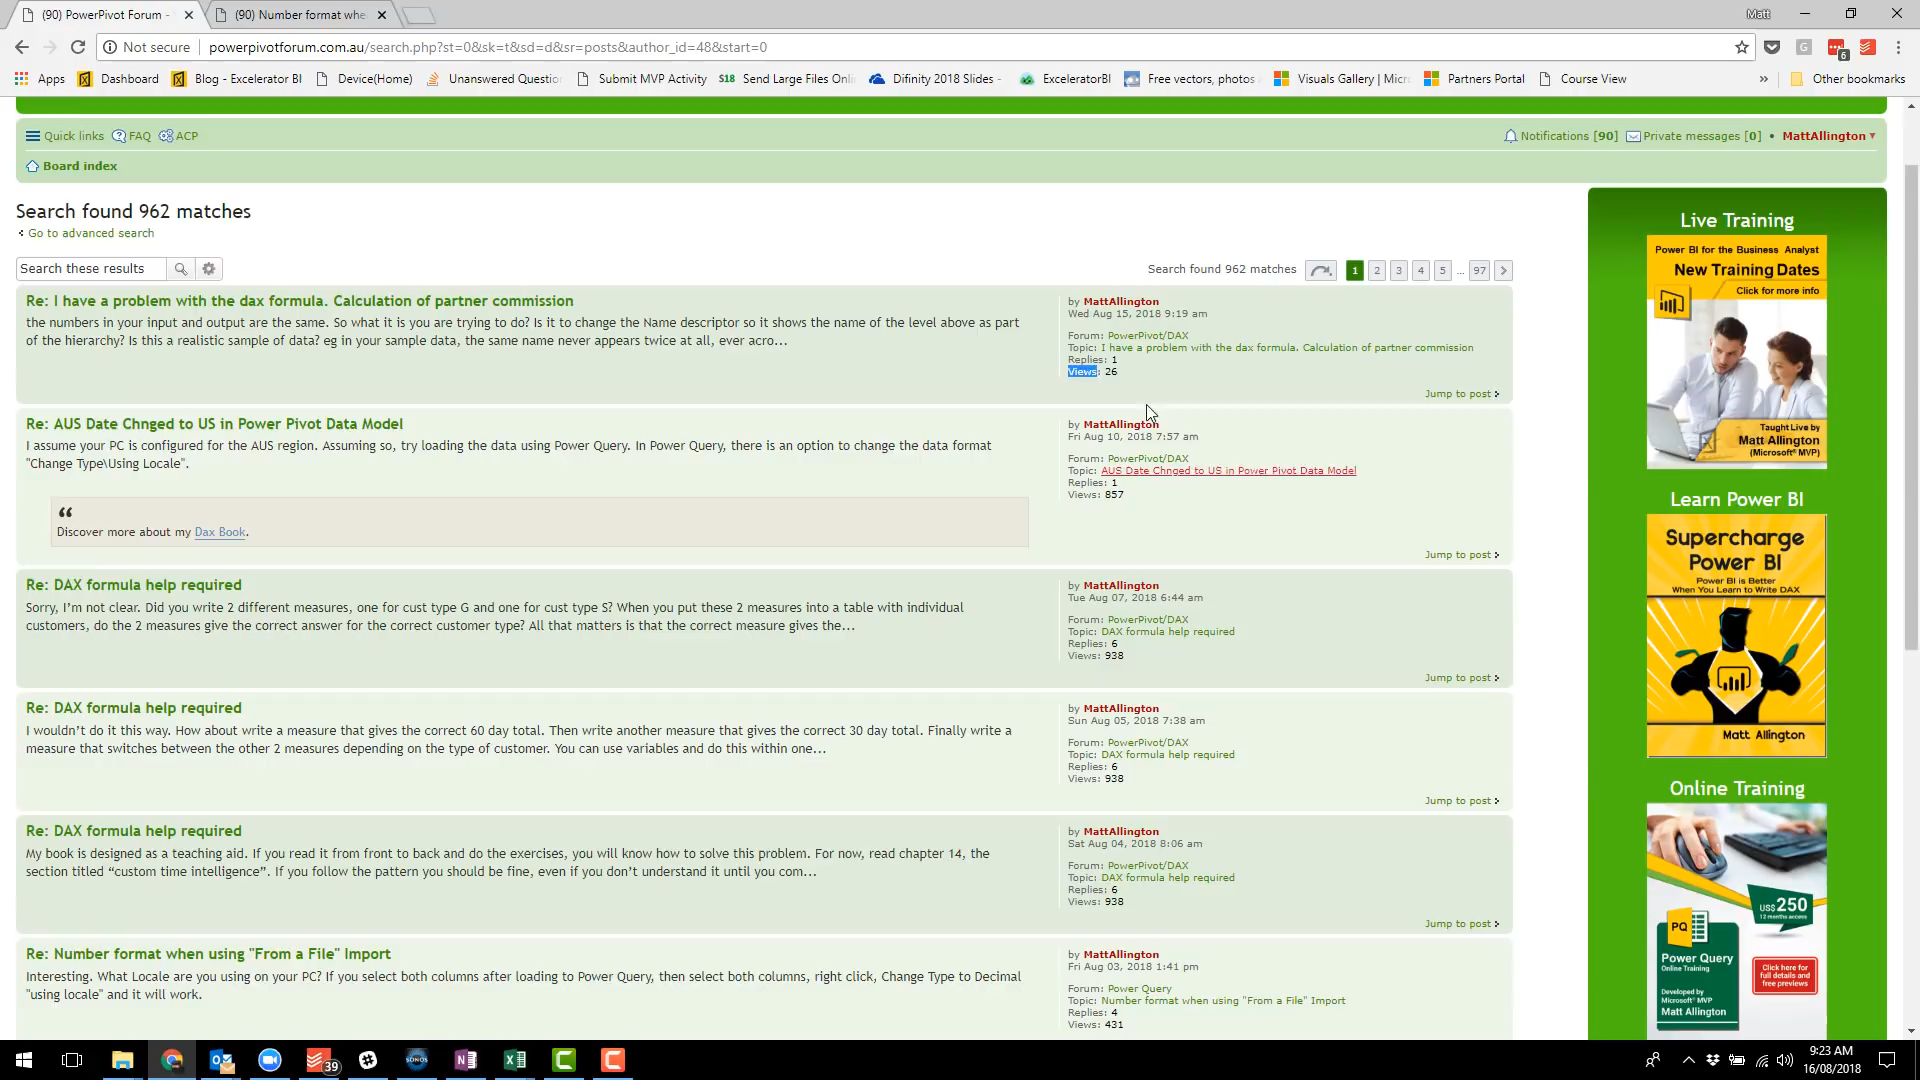 (90) PowerPivot Forum -
(90) Number format whe
Matt
Not secure
powerpivotforum.com.au/search.php?st=0&sk=t&sd=d&sr=posts&author_id=48&start=0
6
Apps
Dashboard
Blog - Excelerator BI
Device(Home)
Unanswered Questio
Submit MVP Activity
S18
Send Large Files Onli
Difinity 2018 Slides -
ExceleratorBI
Free vectors, photos
Visuals Gallery | Micr
Partners Portal
Course View
»
Other bookmarks
Quick links
FAQ
ACP
Notifications [90]
Private messages [0]
• MattAllington
Board index
Search found 962 matches
Go to advanced search
Search these results
Search found 962 matches
1 2 3 4 5 ... 97
Re: I have a problem with the dax formula. Calculation of partner commission
the numbers in your input and output are the same. So what it is you are trying to do? Is it to change the Name descriptor so it shows the name of the level above as part
of the hierarchy? Is this a realistic sample of data? eg in your sample data, the same name never appears twice at all, ever acro...
by MattAllington
Wed Aug 15, 2018 9:19 am
Forum: PowerPivot/DAX
Topic: I have a problem with the dax formula. Calculation of partner commission
Replies: 1
Views: 26
Jump to post
Re: AUS Date Chnged to US in Power Pivot Data Model
I assume your PC is configured for the AUS region. Assuming so, try loading the data using Power Query. In Power Query, there is an option to change the data format
"Change Type\Using Locale".
“
Discover more about my Dax Book.
by MattAllington
Fri Aug 10, 2018 7:57 am
Forum: PowerPivot/DAX
Topic: AUS Date Chnged to US in Power Pivot Data Model
Replies: 1
Views: 857
Jump to post
Re: DAX formula help required
Sorry, I’m not clear. Did you write 2 different measures, one for cust type G and one for cust type S? When you put these 2 measures into a table with individual
customers, do the 2 measures give the correct answer for the correct customer type? All that matters is that the correct measure gives the...
by MattAllington
Tue Aug 07, 2018 6:44 am
Forum: PowerPivot/DAX
Topic: DAX formula help required
Replies: 6
Views: 938
Jump to post
Re: DAX formula help required
I wouldn’t do it this way. How about write a measure that gives the correct 60 day total. Then write another measure that gives the correct 30 day total. Finally write a
measure that switches between the other 2 measures depending on the type of customer. You can use variables and do this within one...
by MattAllington
Sun Aug 05, 2018 7:38 am
Forum: PowerPivot/DAX
Topic: DAX formula help required
Replies: 6
Views: 938
Jump to post
Re: DAX formula help required
My book is designed as a teaching aid. If you read it from front to back and do the exercises, you will know how to solve this problem. For now, read chapter 14, the
section titled “custom time intelligence”. If you follow the pattern you should be fine, even if you don’t understand it until you com...
by MattAllington
Sat Aug 04, 2018 8:06 am
Forum: PowerPivot/DAX
Topic: DAX formula help required
Replies: 6
Views: 938
Jump to post
Re: Number format when using "From a File" Import
Interesting. What Locale are you using on your PC? If you select both columns after loading to Power Query, then select both columns, right click, Change Type to Decimal
"using locale" and it will work.
by MattAllington
Fri Aug 03, 2018 1:41 pm
Forum: Power Query
Topic: Number format when using "From a File" Import
Replies: 4
Views: 431
Live Training
Power BI for the Business Analyst
New Training Dates
Click for more info
Taught Live by
Matt Allington
(Microsoft® MVP)
Learn Power BI
Supercharge
Power BI
Power BI is Better
When You Learn to Write DAX
Matt Allington
Online Training
US$250
12 months access
PQ
Power Query
Online Training
Developed by
Microsoft® MVP
Matt Allington
Click here for
full details and
free previews
39
SONOS
9:23 AM
16/08/2018